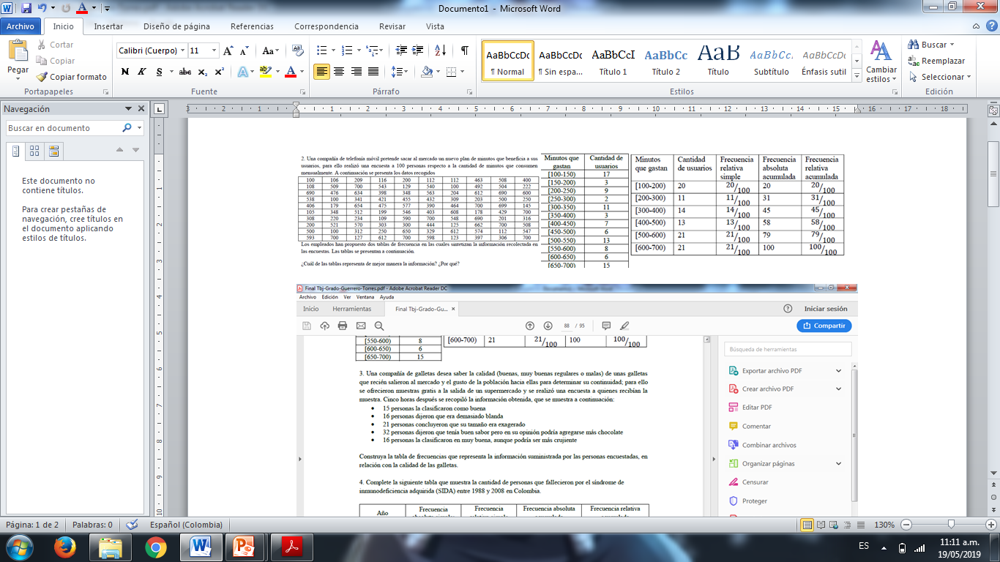 Documento1 - Microsoft Word
Archivo Inicio Insertar Diseño de página Referencias Correspondencia Revisar Vista
Pegar
Cortar
Copiar
Copiar formato
Portapapeles
Calibri (Cuerpo) 11
N K S abc x₂ x²
Fuente
Párrafo
AaBbCcDc AaBbCcDc AaBbCcI AaBbCc AaB AaBbCc. AaBbCcDc
¶ Normal ¶ Sin espa... Título 1 Título 2 Título Subtítulo Énfasis sutil
Cambiar estilos
Estilos
Buscar
Reemplazar
Seleccionar
Edición
Navegación
Buscar en documento
Este documento no
contiene títulos.
Para crear pestañas de
navegación, cree títulos en
el documento aplicando
estilos de títulos.
3 2 1 1 2 3 4 5 6 7 8 9 10 11 12 13 14 15 16 17 18
2. Una compañía de telefonía móvil pretende sacar al mercado un nuevo plan de minutos que beneficia a sus
usuarios, para ello realizó una encuesta a 100 personas respecto a la cantidad de minutos que consumen
mensualmente. A continuación se presenta los datos recogidos
100 106 209 116 200 112 112 463 508 400
108 509 700 543 129 540 100 492 504 222
690 476 634 398 348 563 204 612 690 600
538 100 341 421 455 432 309 203 500 250
406 179 654 475 577 390 464 700 699 145
105 348 512 199 546 403 608 178 429 700
308 220 234 109 590 700 548 690 201 316
200 521 570 303 300 444 125 662 700 508
500 100 312 250 650 329 612 574 112 547
593 700 127 612 700 598 123 397 306 700
Los empleados han propuesto dos tablas de frecuencia en las cuales sintetizan la información recolectada en
las encuestas. Las tablas se presentan a continuación.
¿Cuál de las tablas representa de mejor manera la información? ¿Por qué?
Minutos que gastan Cantidad de usuarios
[100-150) 17
[150-200) 3
[200-250) 9
[250-300) 2
[300-350) 11
[350-400) 3
[400-450) 7
[450-500) 6
[500-550) 13
[550-600) 8
[600-650) 6
[650-700) 15
Minutos que gastan Cantidad de usuarios Frecuencia relativa simple Frecuencia absoluta acumulada Frecuencia relativa acumulada
[100-200) 20 20/100 20 20/100
[200-300) 11 11/100 31 31/100
[300-400) 14 14/100 45 45/100
[400-500) 13 13/100 58 58/100
[500-600) 21 21/100 79 79/100
[600-700) 21 21/100 100 100/100
Final Tbj-Grado-Guerrero-Torres.pdf - Adobe Acrobat Reader DC
Archivo Edición Ver Ventana Ayuda
Inicio Herramientas Final Tbj-Grado-Gu... × Iniciar sesión
88 / 95 Compartir
[550-600) 8 [600-700) 21 21/100 100 100/100
[600-650) 6
[650-700) 15
3. Una compañía de galletas desea saber la calidad (buenas, muy buenas regulares o malas) de unas galletas
que recién salieron al mercado y el gusto de la población hacia ellas para determinar su continuidad; para ello
se ofrecieron muestras gratis a la salida de un supermercado y se realizó una encuesta a quienes recibían la
muestra. Cinco horas después se recopiló la información obtenida, que se muestra a continuación:
• 15 personas la clasificaron como buena
• 16 personas dijeron que era demasiado blanda
• 21 personas concluyeron que su tamaño era exagerado
• 32 personas dijeron que tenía buen sabor pero en su opinión podría agregarse más chocolate
• 16 personas la clasificaron en muy buena, aunque podría ser más crujiente
Construya la tabla de frecuencias que representa la información suministrada por las personas encuestadas, en
relación con la calidad de las galletas.
4. Complete la siguiente tabla que muestra la cantidad de personas que fallecieron por el síndrome de
inmunodeficiencia adquirida (SIDA) entre 1988 y 2008 en Colombia.
Año Frecuencia Frecuencia Frecuencia absoluta Frecuencia relativa
Búsqueda de herramientas
Exportar archivo PDF
Crear archivo PDF
Editar PDF
Comentar
Combinar archivos
Organizar páginas
Censurar
Proteger
Página: 1 de 2 Palabras: 0 Español (Colombia) 130%
ES 11:11 a.m.
19/05/2019